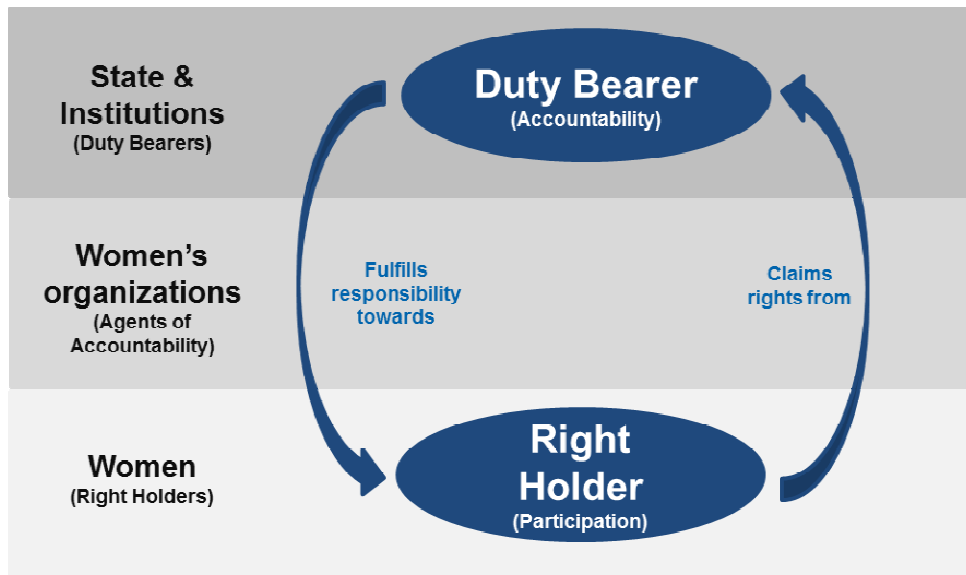 State &
Institutions
(Duty Bearers)
Duty Bearer
(Accountability)
Women’s
organizations
(Agents of
Accountability)
Fulfills
responsibility
towards
Claims
rights from
Women
(Right Holders)
Right
Holder
(Participation)